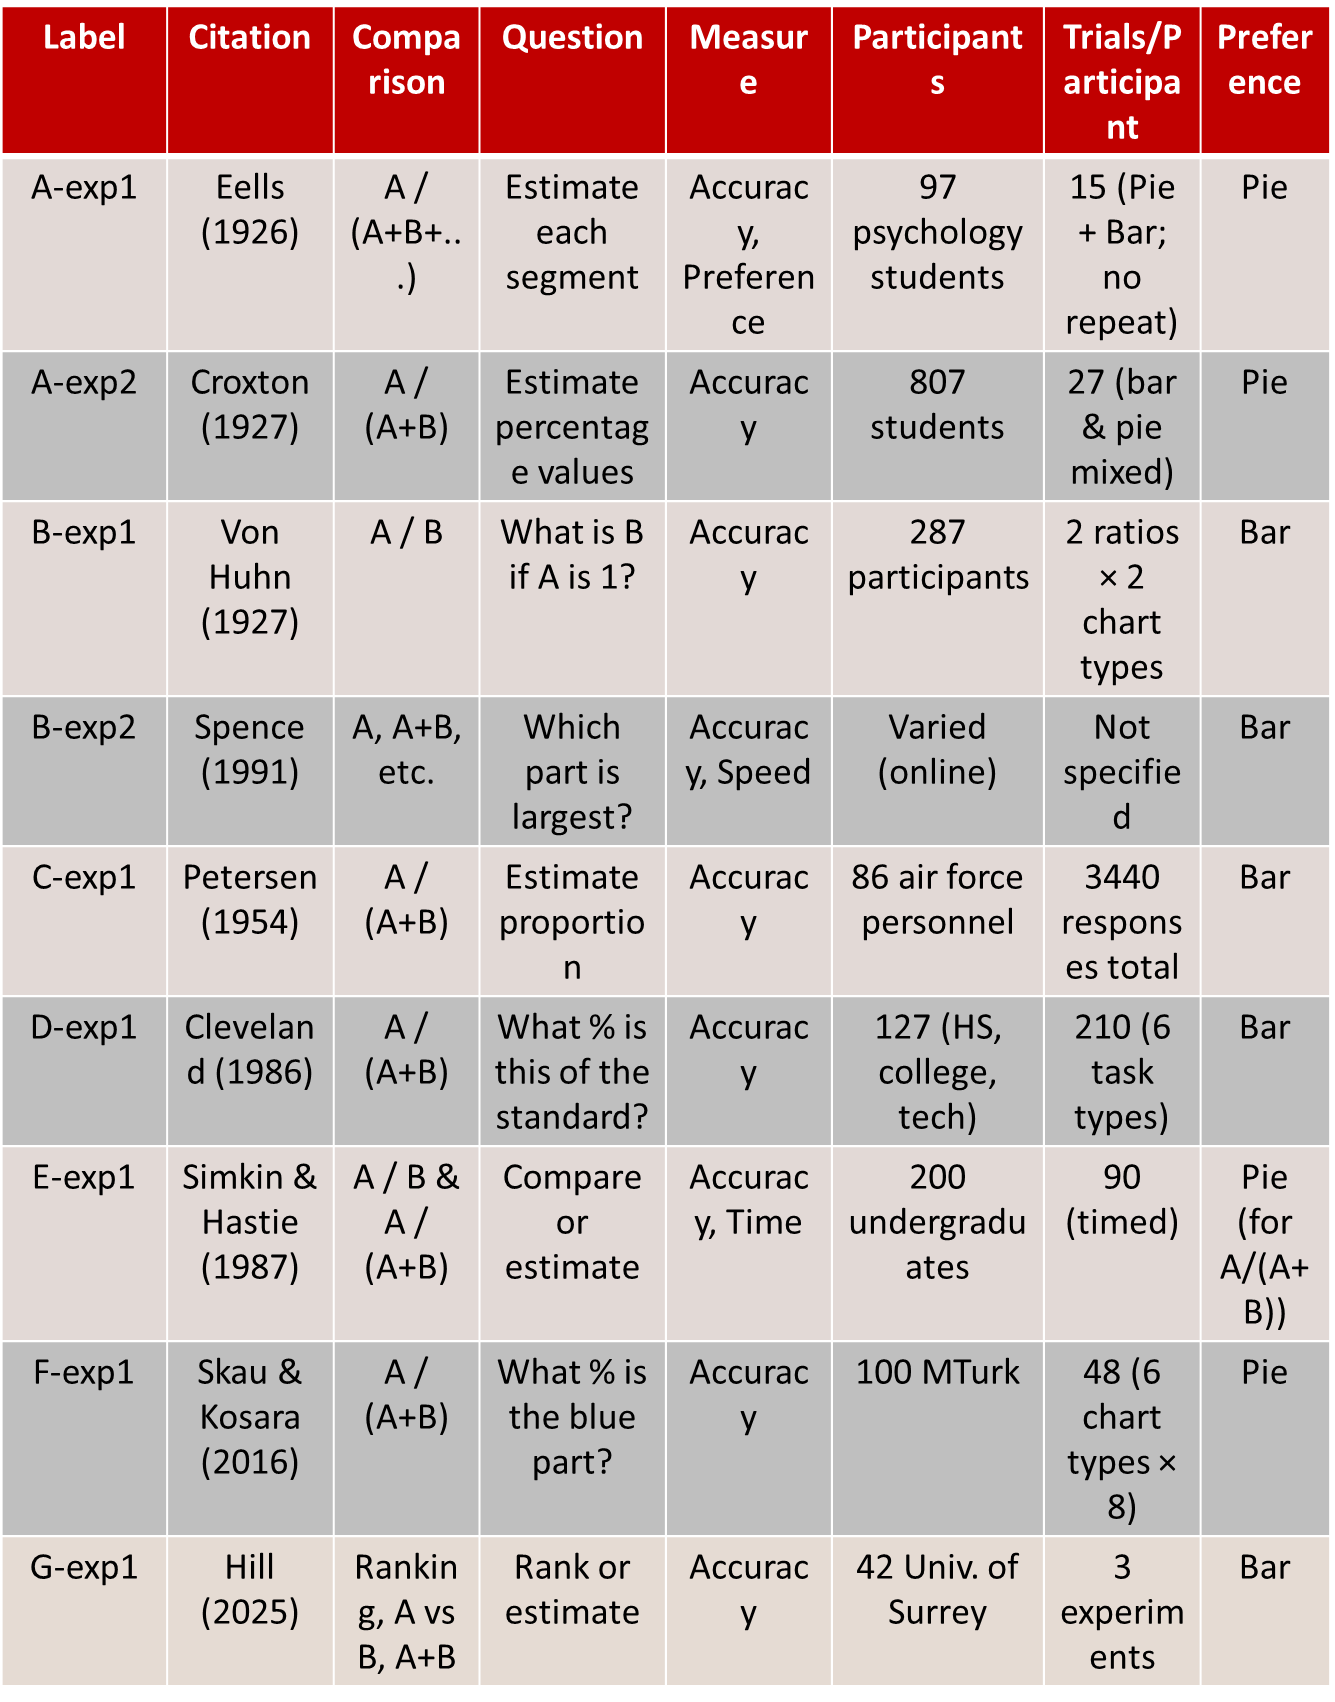 Label
Citation
Compa
rison
Question
Measur
e
Participant
s
Trials/P
articipa
nt
Prefer
ence
A-exp1
Eells
(1926)
A /
(A+B+..
.)
Estimate
each
segment
Accurac
y,
Preferen
ce
97
psychology
students
15 (Pie
+ Bar;
no
repeat)
Pie
A-exp2
Croxton
(1927)
A /
(A+B)
Estimate
percentag
e values
Accurac
y
807
students
27 (bar
& pie
mixed)
Pie
B-exp1
Von
Huhn
(1927)
A / B
What is B
if A is 1?
Accurac
y
287
participants
2 ratios
× 2
chart
types
Bar
B-exp2
Spence
(1991)
A, A+B,
etc.
Which
part is
largest?
Accurac
y, Speed
Varied
(online)
Not
specifie
d
Bar
C-exp1
Petersen
(1954)
A /
(A+B)
Estimate
proportio
n
Accurac
y
86 air force
personnel
3440
respons
es total
Bar
D-exp1
Clevelan
d (1986)
A /
(A+B)
What % is
this of the
standard?
Accurac
y
127 (HS,
college,
tech)
210 (6
task
types)
Bar
E-exp1
Simkin &
Hastie
(1987)
A / B &
A /
(A+B)
Compare
or
estimate
Accurac
y, Time
200
undergradu
ates
90
(timed)
Pie
(for
A/(A+
B))
F-exp1
Skau &
Kosara
(2016)
A /
(A+B)
What % is
the blue
part?
Accurac
y
100 MTurk
48 (6
chart
types ×
8)
Pie
G-exp1
Hill
(2025)
Rankin
g, A vs
B, A+B
Rank or
estimate
Accurac
y
42 Univ. of
Surrey
3
experim
ents
Bar